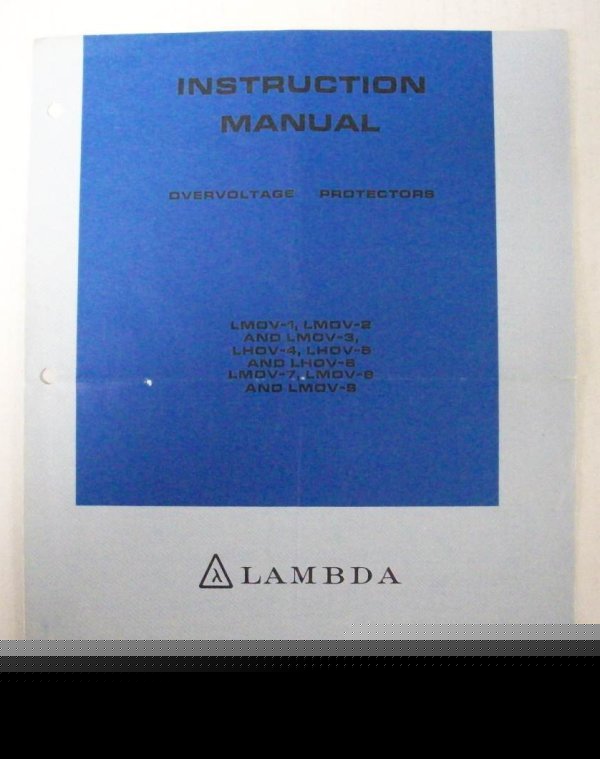 INSTRUCTION
MANUAL
OVERVOLTAGE PROTECTORS
LMOV-1, LMOV-2
AND LMOV-3,
LHOV-4, LHOV-5
AND LHOV-6
LMOV-7, LMOV-8
AND LMOV-9
LAMBDA